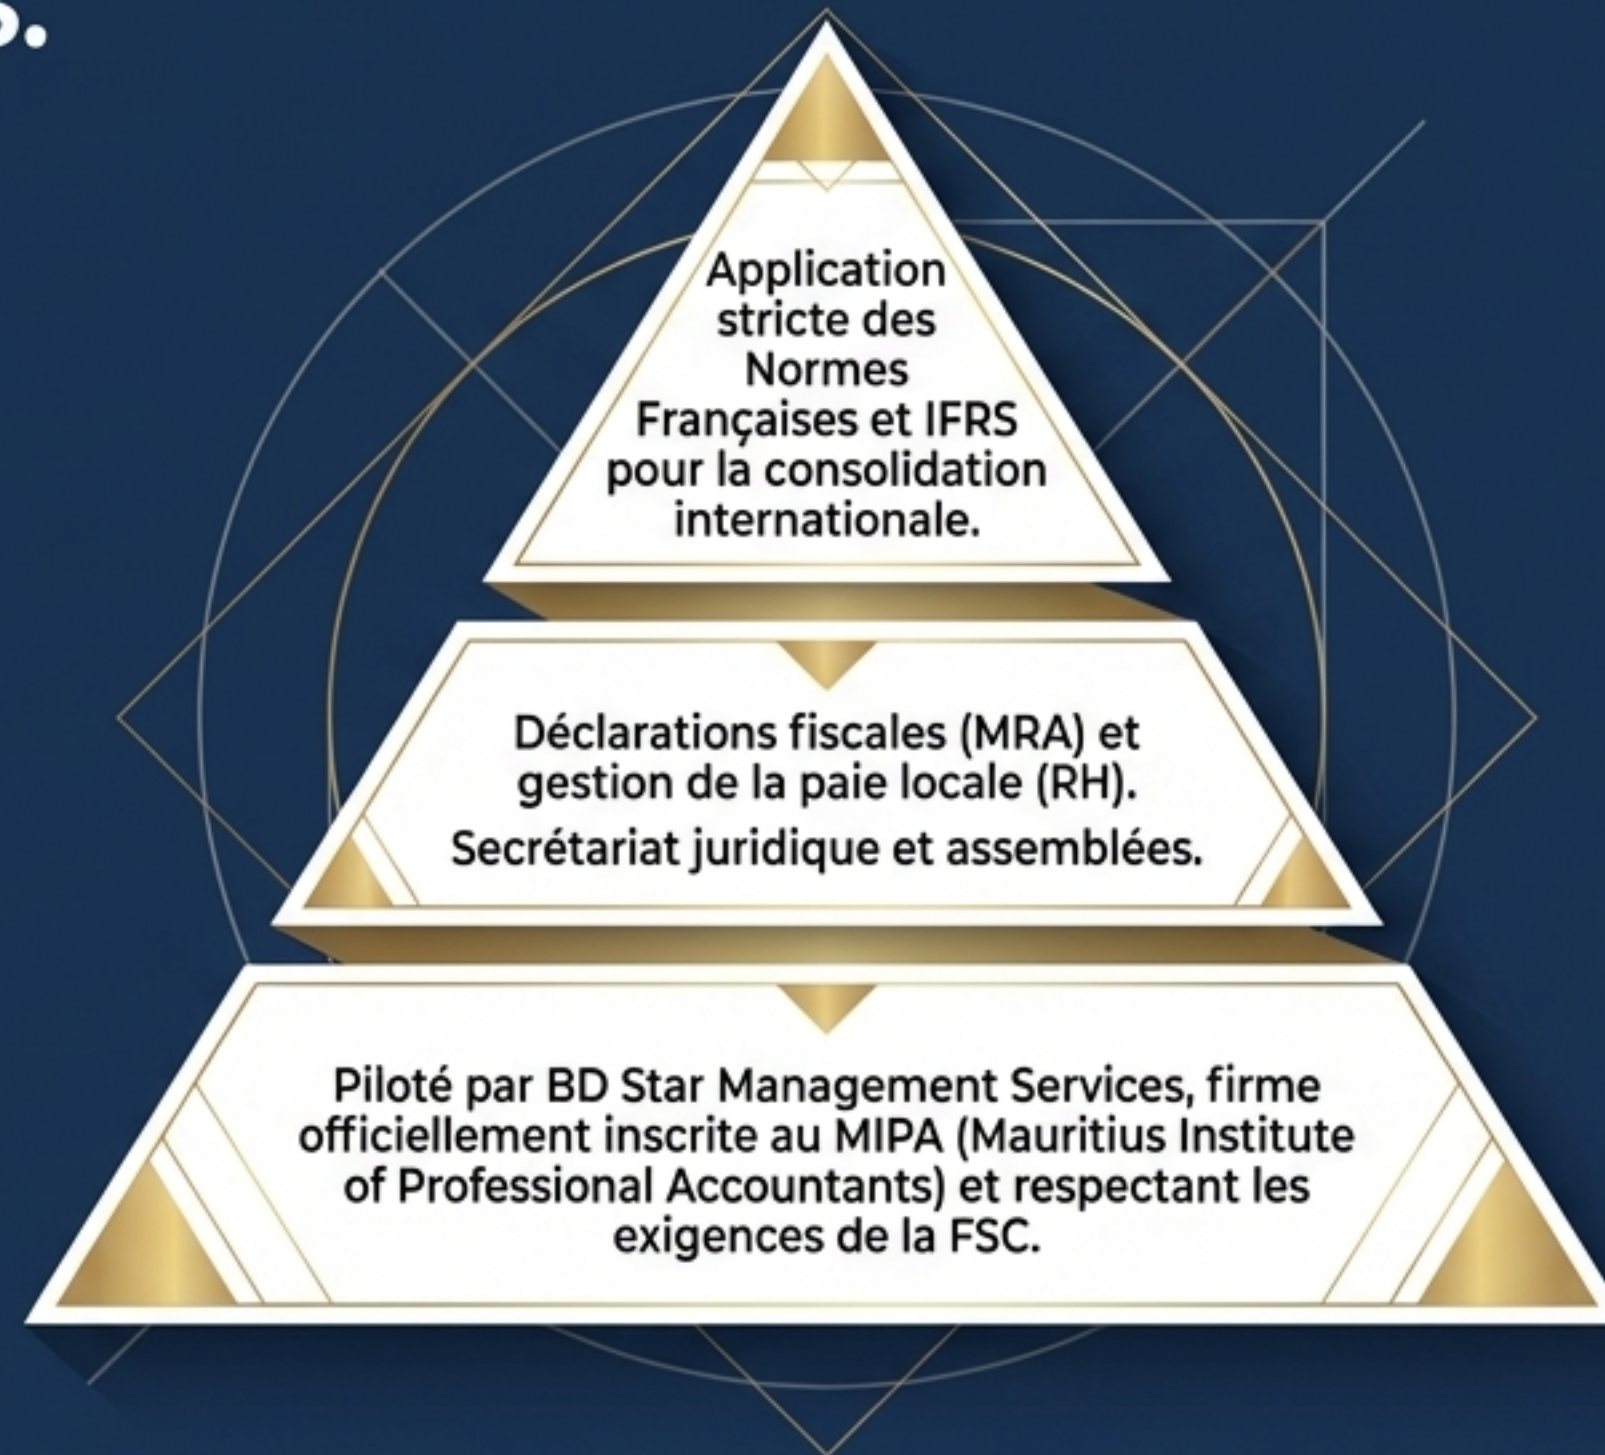 Application
stricte des
Normes
Françaises et IFRS
pour la consolidation
internationale.
Déclarations fiscales (MRA) et
gestion de la paie locale (RH).
Secrétariat juridique et assemblées.
Piloté par BD Star Management Services, firme
officiellement inscrite au MIPA (Mauritius Institute
of Professional Accountants) et respectant les
exigences de la FSC.